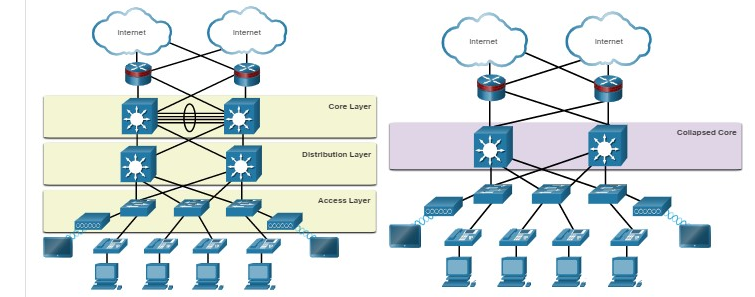 Internet
Internet
Core Layer
Distribution Layer
Access Layer
Internet
Internet
Collapsed Core